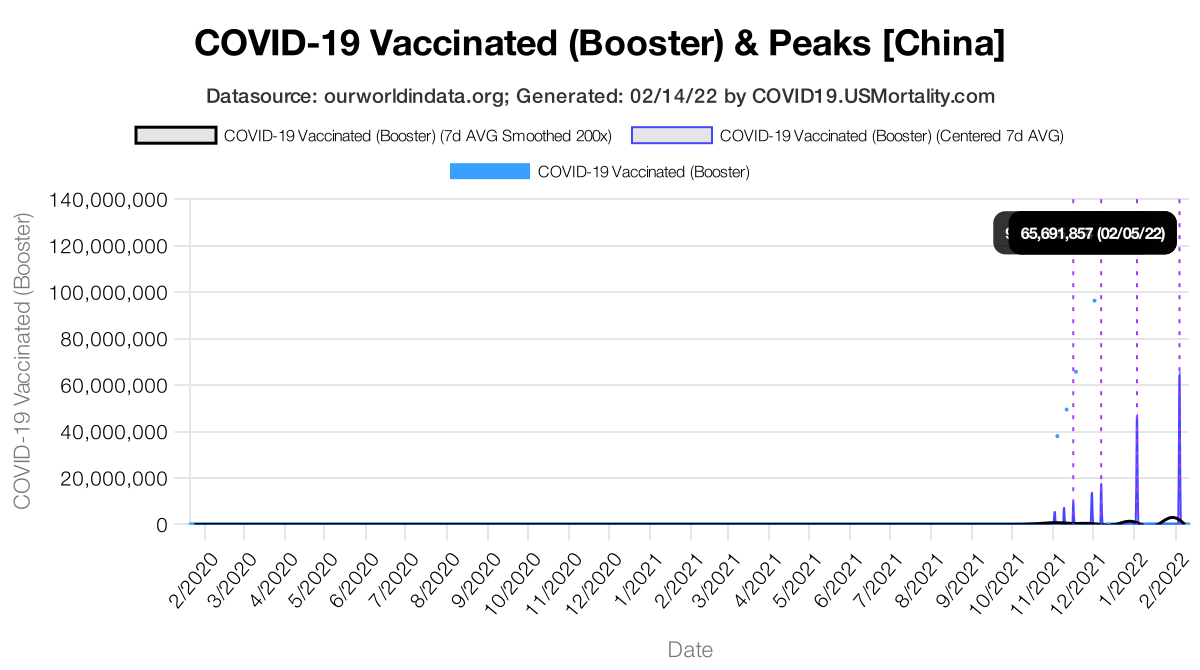 COVID-19 Vaccinated (Booster) & Peaks [China]
Datasource: ourworldindata.org; Generated: 02/14/22 by COVID19.USMortality.com
COVID-19 Vaccinated (Booster) (7d AVG Smoothed 200x) COVID-19 Vaccinated (Booster) (Centered 7d AVG)
COVID-19 Vaccinated (Booster)
COVID-19 Vaccinated (Booster)
140,000,000
120,000,000
100,000,000
80,000,000
60,000,000
40,000,000
20,000,000
0
65,691,857 (02/05/22)
2/2020 3/2020 4/2020 5/2020 6/2020 7/2020 8/2020 9/2020 10/2020 11/2020 12/2020 1/2021 2/2021 3/2021 4/2021 5/2021 6/2021 7/2021 8/2021 9/2021 10/2021 11/2021 12/2021 1/2022 2/2022
Date